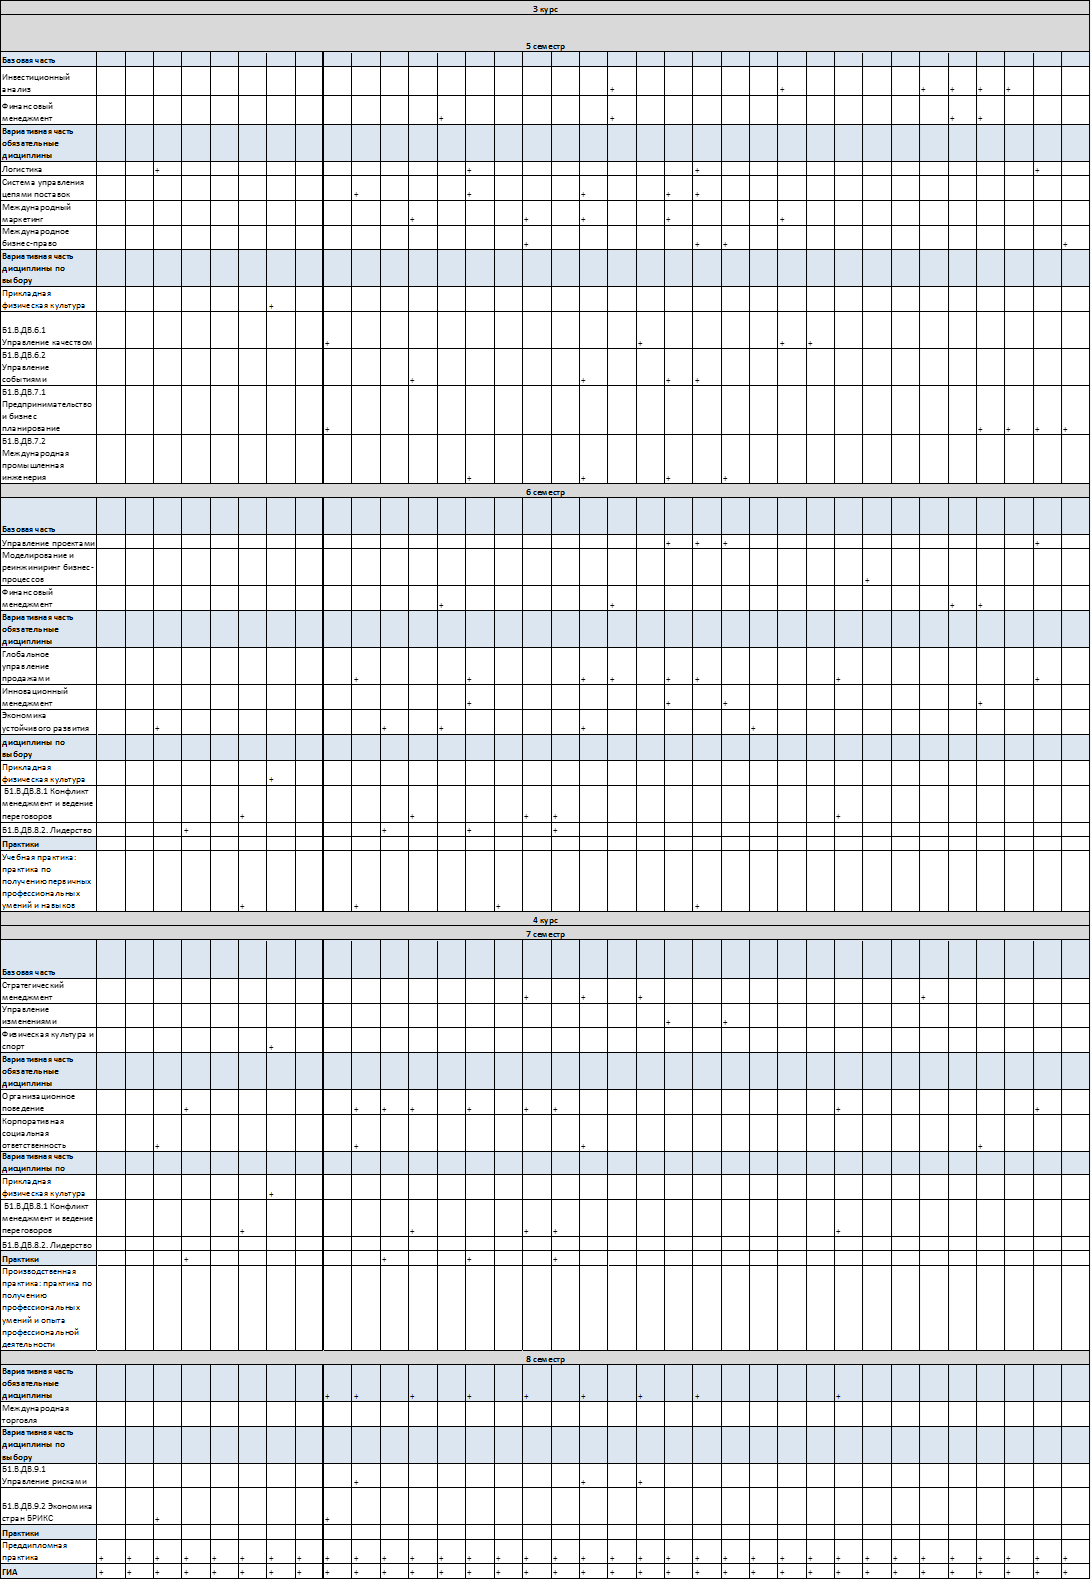 3 курс
5 семестр
Базовая часть
Инвестиционный
анализ + + + + + +
Финансовый
менеджмент + + + +
Вариативная часть
обязательные
дисциплины
Логистика + + + +
Система управления
цепями поставок + + + + +
Международный
маркетинг + + + + +
Международное
бизнес-право + + + +
Вариативная часть
дисциплины по
выбору
Прикладная
физическая культура +
Б1.В.ДВ.6.1
Управление качеством + + + +
Б1.В.ДВ.6.2
Управление
событиями + + + +
Б1.В.ДВ.7.1
Предпринимательство
и бизнес
планирование + + + + +
Б1.В.ДВ.7.2
Международная
промышленная
инженерия + + + +
6 семестр
Базовая часть
Управление проектами + + + +
Моделирование и
реинжиниринг бизнес-
процессов +
Финансовый
менеджмент + + + +
Вариативная часть
обязательные
дисциплины
Глобальное
управление
продажами + + + + + + + +
Инновационный
менеджмент + + + +
Экономика
устойчивого развития + + + + +
дисциплины по
выбору
Прикладная
физическая культура +
Б1.В.ДВ.8.1 Конфликт
менеджмент и ведение
переговоров + + + + +
Б1.В.ДВ.8.2. Лидерство + + + +
Практики
Учебная практика:
практика по
получению первичных
профессиональных
умений и навыков + + + +
4 курс
7 семестр
Базовая часть
Стратегический
менеджмент + + + +
Управление
изменениями + +
Физическая культура и
спорт +
Вариативная часть
обязательные
дисциплины
Организационное
поведение + + + + + + + + +
Корпоративная
социальная
ответственность + + + +
Вариативная часть
дисциплины по
Прикладная
физическая культура +
Б1.В.ДВ.8.1 Конфликт
менеджмент и ведение
переговоров + + + + +
Б1.В.ДВ.8.2. Лидерство
Практики + + + +
Производственная
практика: практика по
получению
профессиональных
умений и опыта
профессиональной
деятельности
8 семестр
Вариативная часть
обязательные
дисциплины + + + + + + + + +
Международная
торговля
Вариативная часть
дисциплины по
выбору
Б1.В.ДВ.9.1
Управление рисками + + +
Б1.В.ДВ.9.2 Экономика
стран БРИКС + +
Практики
Преддипломная
практика + + + + + + + + + + + + + + + + + + + + + + + + + + + + + + + + + + +
ГИА + + + + + + + + + + + + + + + + + + + + + + + + + + + + + + + + + + +